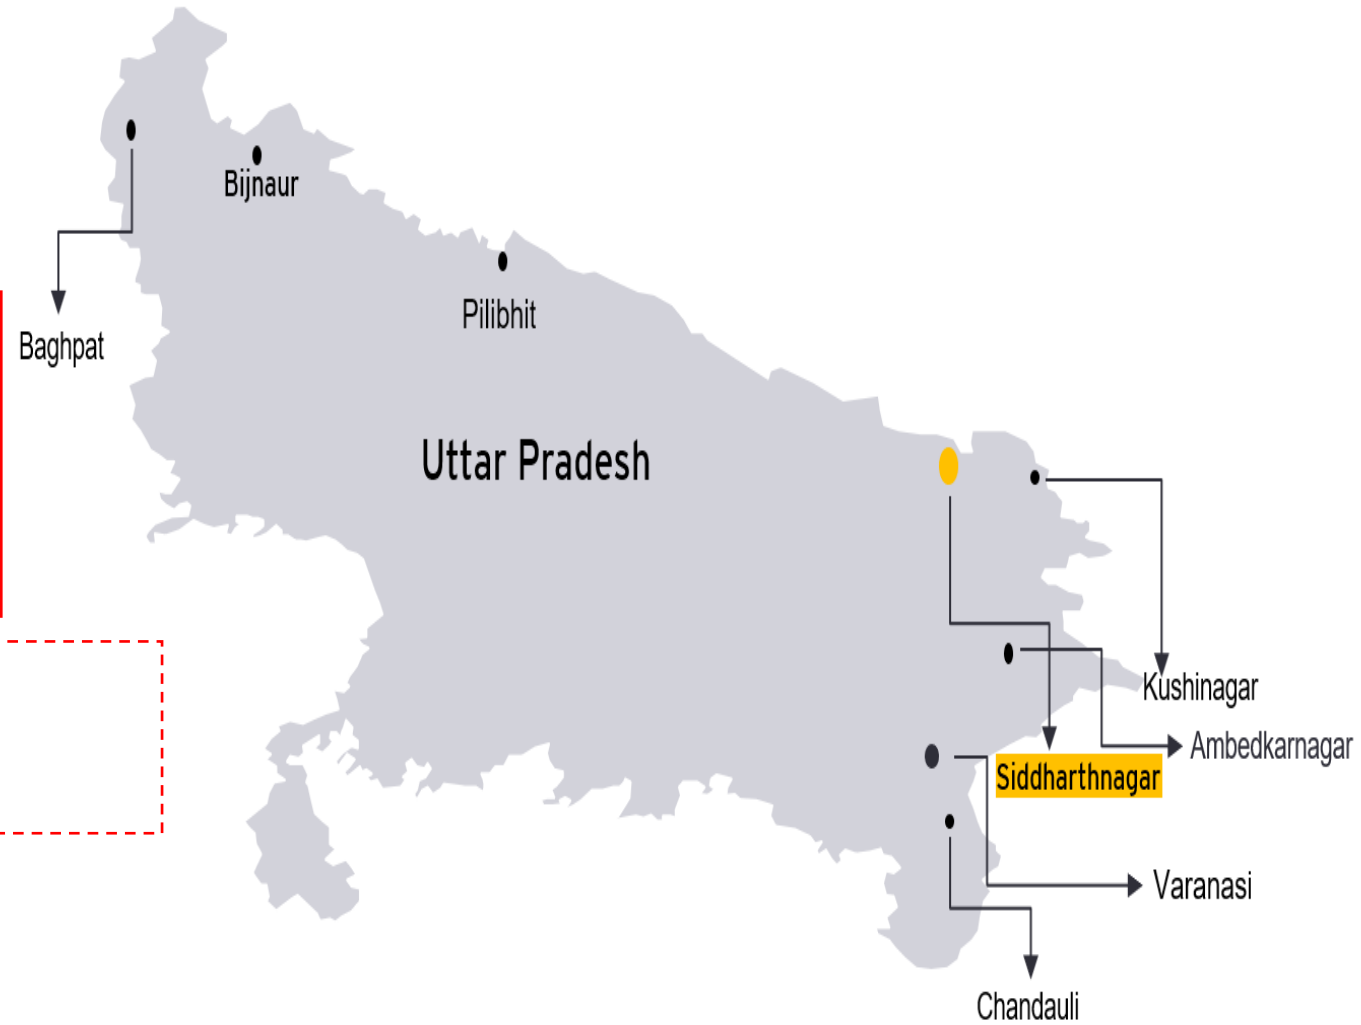 Bijnaur
Pilibhit
Baghpat
Uttar Pradesh
Kushinagar
Ambedkarnagar
Siddharthnagar
Varanasi
Chandauli